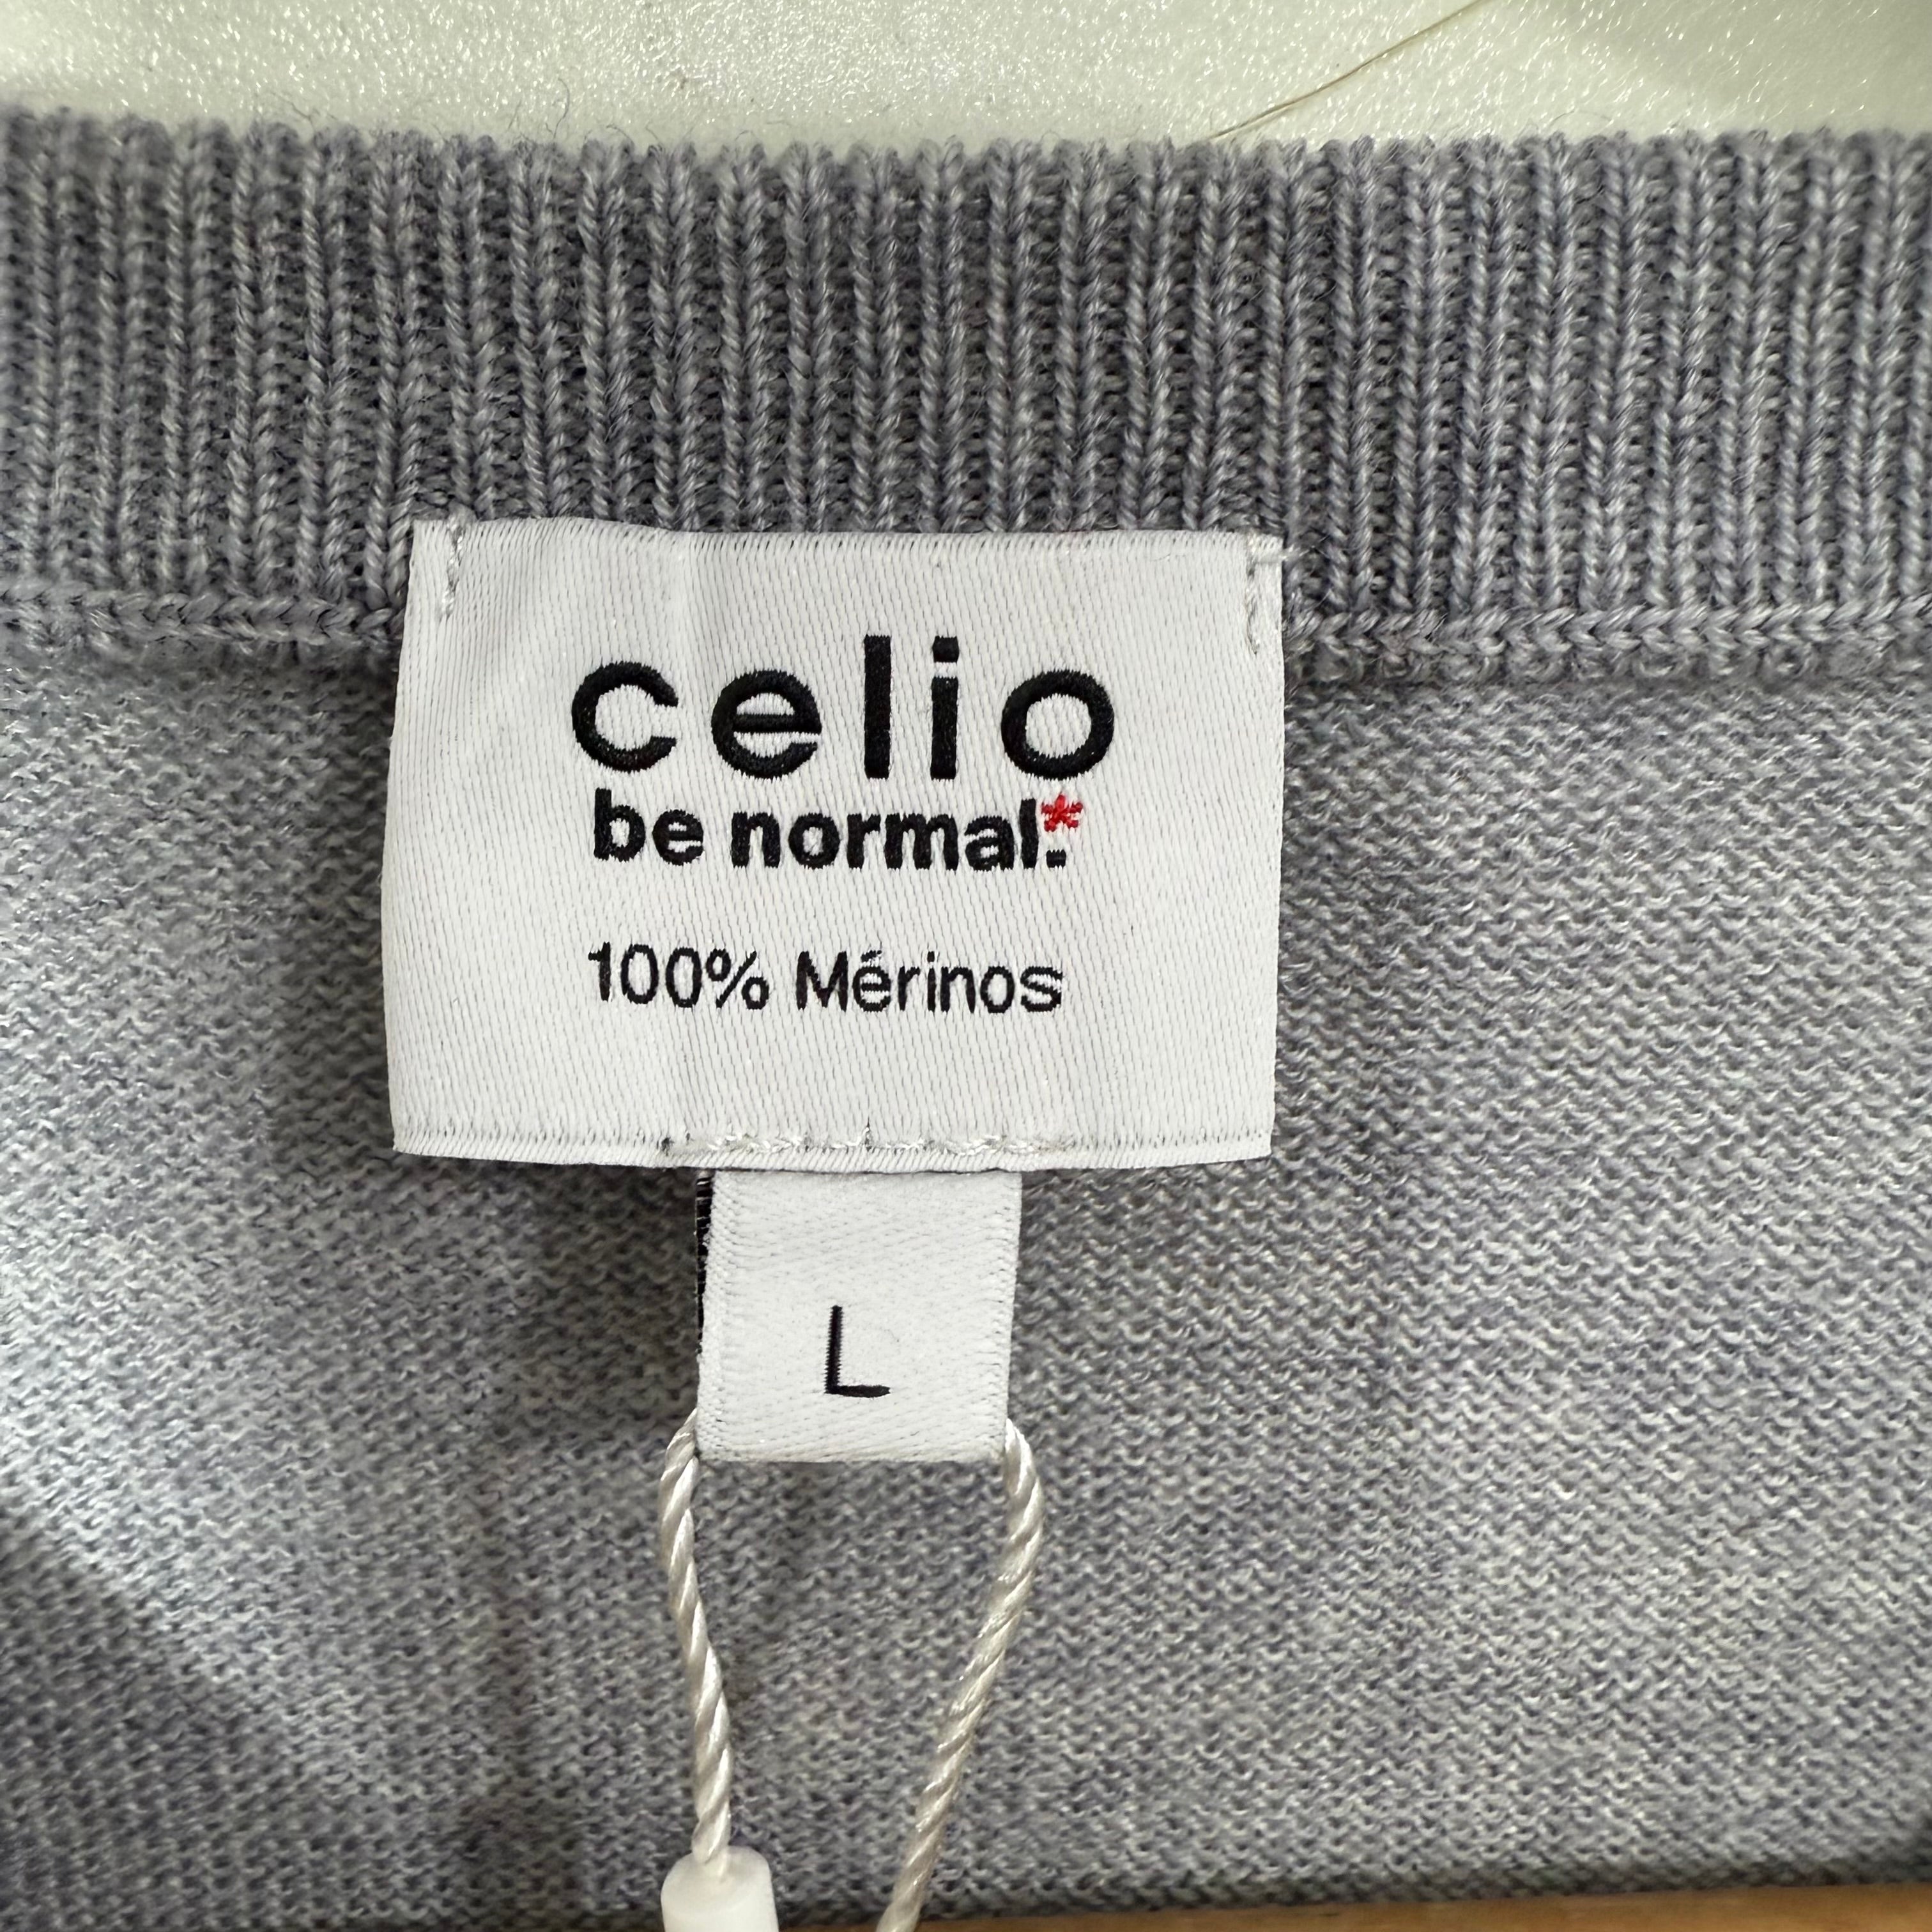 celio
be normal.*
100% Mérinos
L